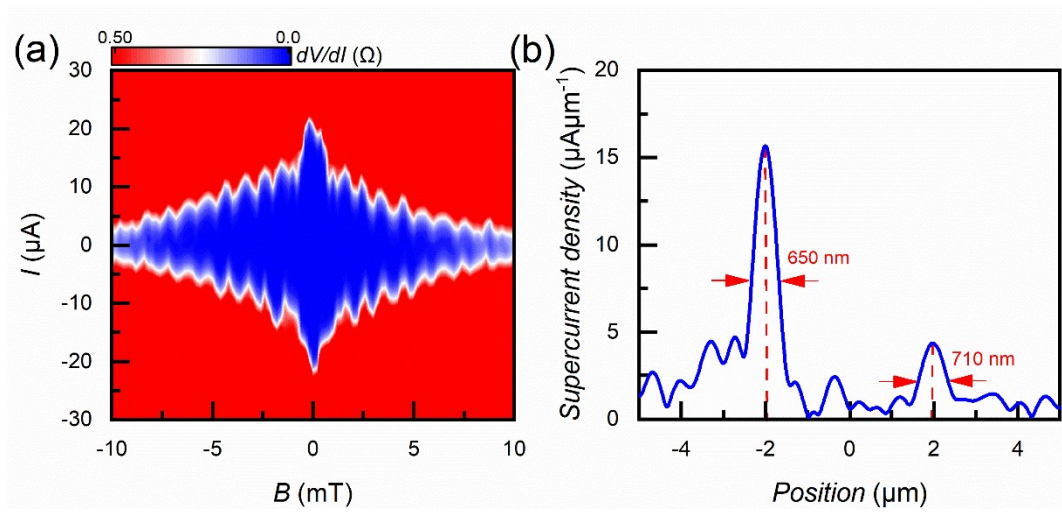 (a)
0.50
0.0
dV/dI (Ω)
30
20
10
0
-10
-20
-30
I (µA)
-10
-5
0
5
10
B (mT)
(b)
20
15
10
5
0
Supercurrent density (µAµm⁻¹)
650 nm
710 nm
-4
-2
0
2
4
Position (µm)